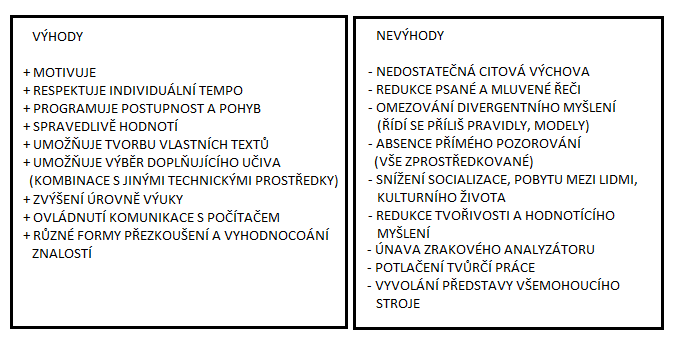 VÝHODY
+ MOTIVUJE
+ RESPEKTUJE INDIVIDUÁLNÍ TEMPO
+ PROGRAMUJE POSTUPNOST A POHYB
+ SPRAVEDLIVĚ HODNOTÍ
+ UMOŽŇUJE TVORBU VLASTNÍCH TEXTŮ
+ UMOŽŇUJE VÝBĚR DOPLŇUJÍCÍHO UČIVA
(KOMBINACE S JINÝMI TECHNICKÝMI PROSTŘEDKY)
+ ZVÝŠENÍ ÚROVNĚ VÝUKY
+ OVLÁDNUTÍ KOMUNIKACE S POČÍTAČEM
+ RŮZNÉ FORMY PŘEZKOUŠENÍ A VYHODNOCOÁNÍ
ZNALOSTÍ
NEVÝHODY
- NEDOSTATEČNÁ CITOVÁ VÝCHOVA
- REDUKCE PSANÉ A MLUVENÉ ŘEČI
- OMEZOVÁNÍ DIVERGENTNÍHO MYŠLENÍ
(ŘÍDÍ SE PŘÍLIŠ PRAVIDLY, MODELY)
- ABSENCE PŘÍMÉHO POZOROVÁNÍ
(VŠE ZPROSTŘEDKOVANÉ)
- SNÍŽENÍ SOCIALIZACE, POBYTU MEZI LIDMI,
KULTURNÍHO ŽIVOTA
- REDUKCE TVOŘIVOSTI A HODNOTÍCÍHO
MYŠLENÍ
- ÚNAVA ZRAKOVÉHO ANALYZÁTORU
- POTLAČENÍ TVŮRČÍ PRÁCE
- VYVOLÁNÍ PŘEDSTAVY VŠEMOHOUCÍHO
STROJE